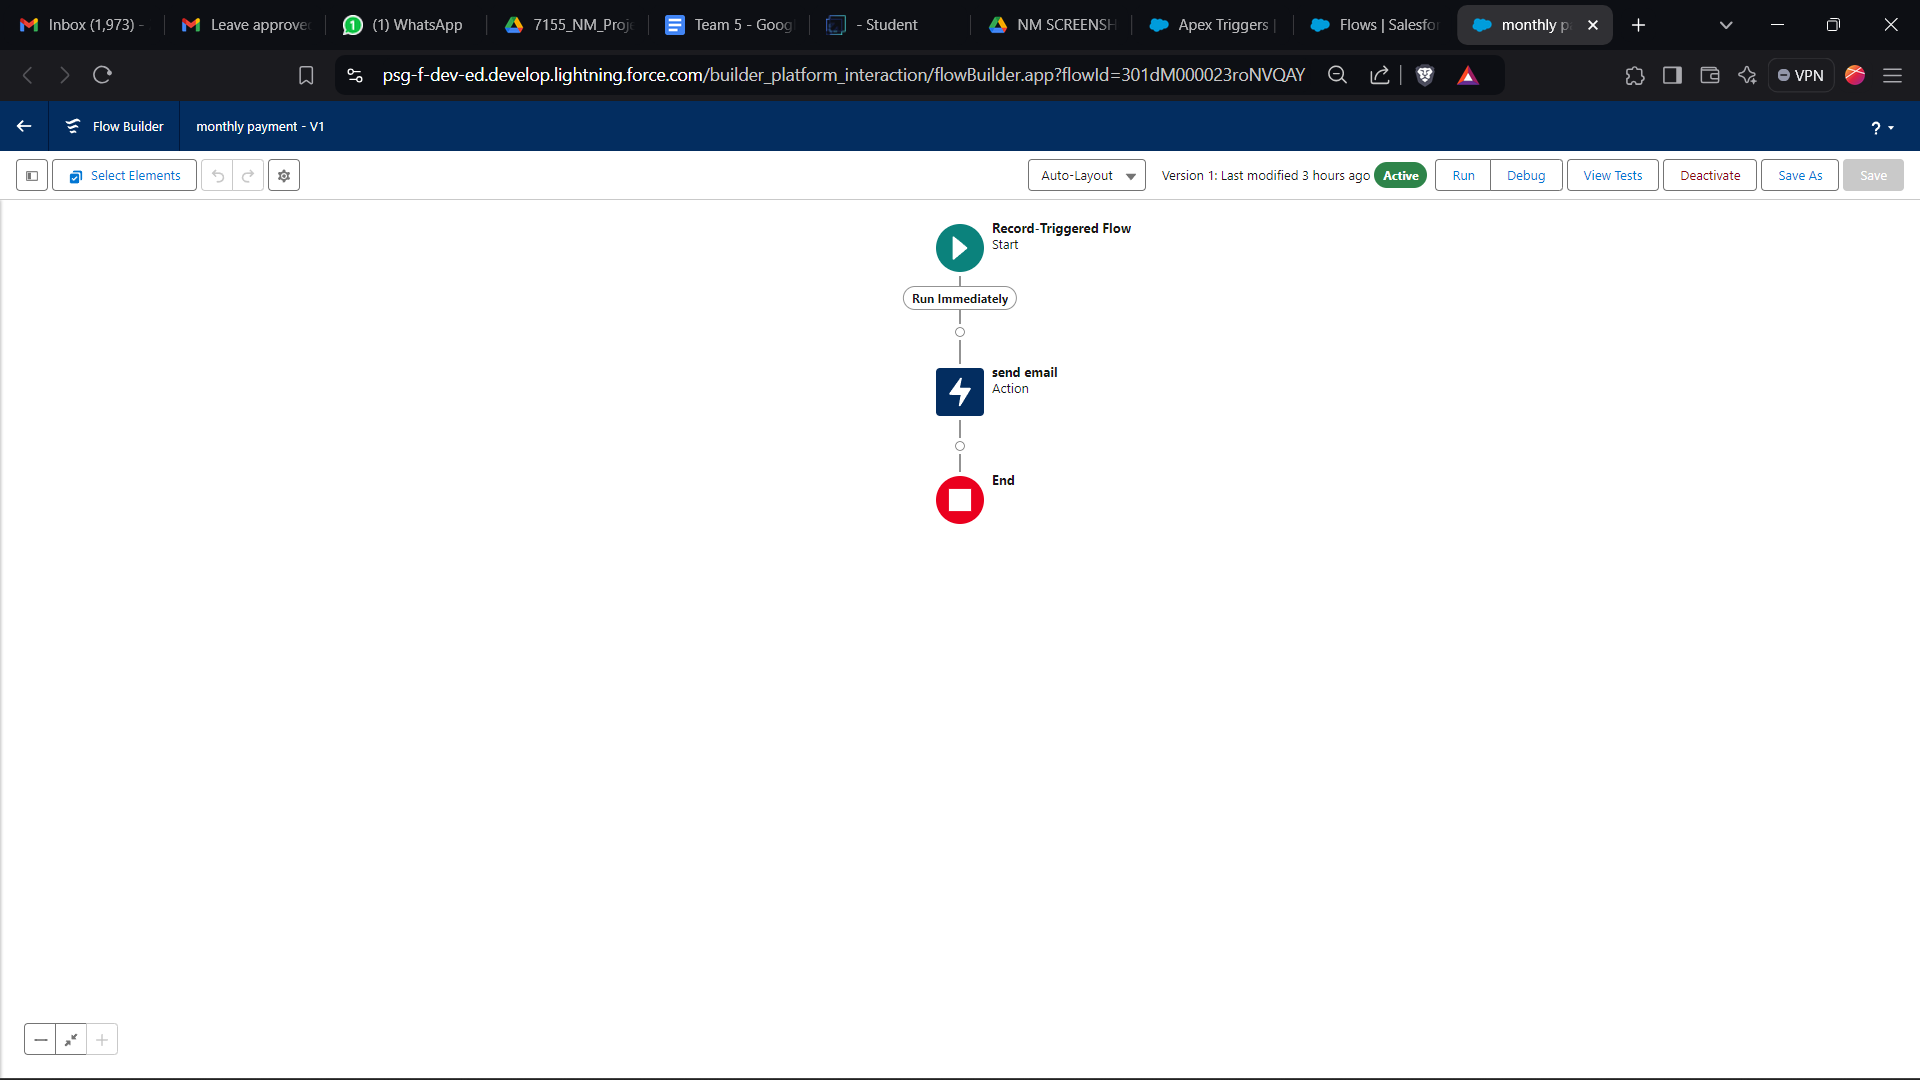 Inbox (1,973) -
Leave approve
(1) WhatsApp
7155_NM_Proje
Team 5 - Goog
- Student
NM SCREENSH
Apex Triggers |
Flows | Salesfo
monthly p
psg-f-dev-ed.develop.lightning.force.com/builder_platform_interaction/flowBuilder.app?flowId=301dM000023roNVQAY
VPN
Flow Builder
monthly payment - V1
?
Select Elements
Auto-Layout
Version 1: Last modified 3 hours ago
Active
Run
Debug
View Tests
Deactivate
Save As
Save
Record-Triggered Flow
Start
Run Immediately
send email
Action
End